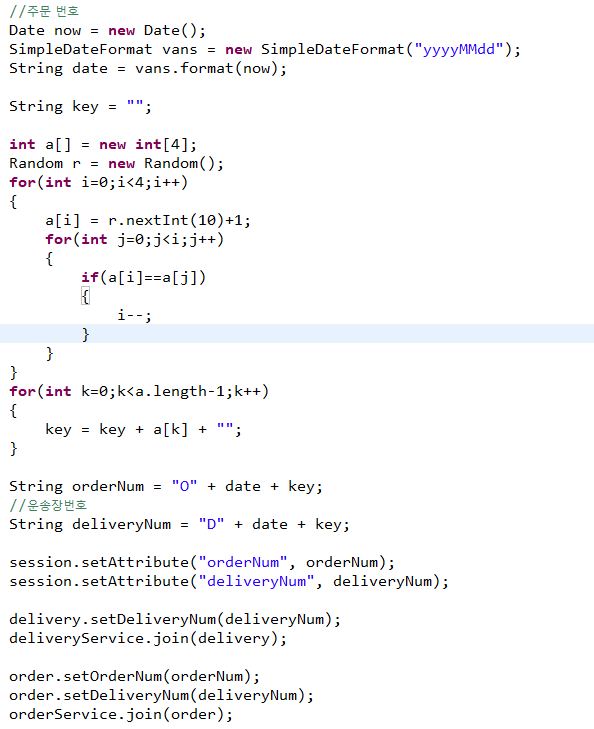 //주문 번호
Date now = new Date();
SimpleDateFormat vans = new SimpleDateFormat("yyyyMMdd");
String date = vans.format(now);
String key = "";
int a[] = new int[4];
Random r = new Random();
for(int i=0;i<4;i++)
{
    a[i] = r.nextInt(10)+1;
    for(int j=0;j<i;j++)
    {
        if(a[i]==a[j])
        {
            i--;
        }
    }
}
for(int k=0;k<a.length-1;k++)
{
    key = key + a[k] + "";
}
String orderNum = "O" + date + key;
//운송장번호
String deliveryNum = "D" + date + key;
session.setAttribute("orderNum", orderNum);
session.setAttribute("deliveryNum", deliveryNum);
delivery.setDeliveryNum(deliveryNum);
deliveryService.join(delivery);
order.setOrderNum(orderNum);
order.setDeliveryNum(deliveryNum);
orderService.join(order);